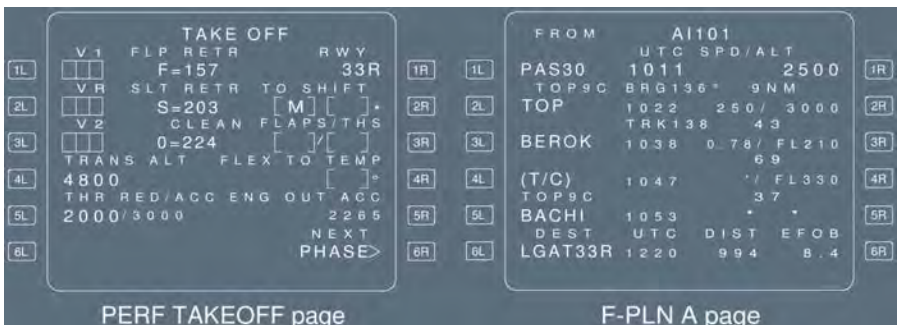 TAKE OFF
V1 FLP RETR RWY
1L F=157 33R 1R
VR SLT RETR TO SHIFT
2L S=203 [M][ ]* 2R
V2 CLEAN FLAPS/THS
3L 0=224 [ ]/[ ] 3R
TRANS ALT FLEX TO TEMP
4L 4800 [ ]° 4R
THR RED/ACC ENG OUT ACC
5L 2000/3000 2265 5R
NEXT
6L PHASE> 6R
PERF TAKEOFF page
FROM AI101
UTC SPD/ALT
1L PAS30 1011 2500 1R
TOP9C BRG136° 9NM
2L TOP 1022 250/ 3000 2R
TRK138 43
3L BEROK 1038 0.78/ FL210 3R
69
4L (T/C) 1047 "/ FL330 4R
TOP9C 37
5L BACHI 1053 " " 5R
DEST UTC DIST EFOB
6L LGAT33R 1220 994 8.4 6R
F-PLN A page